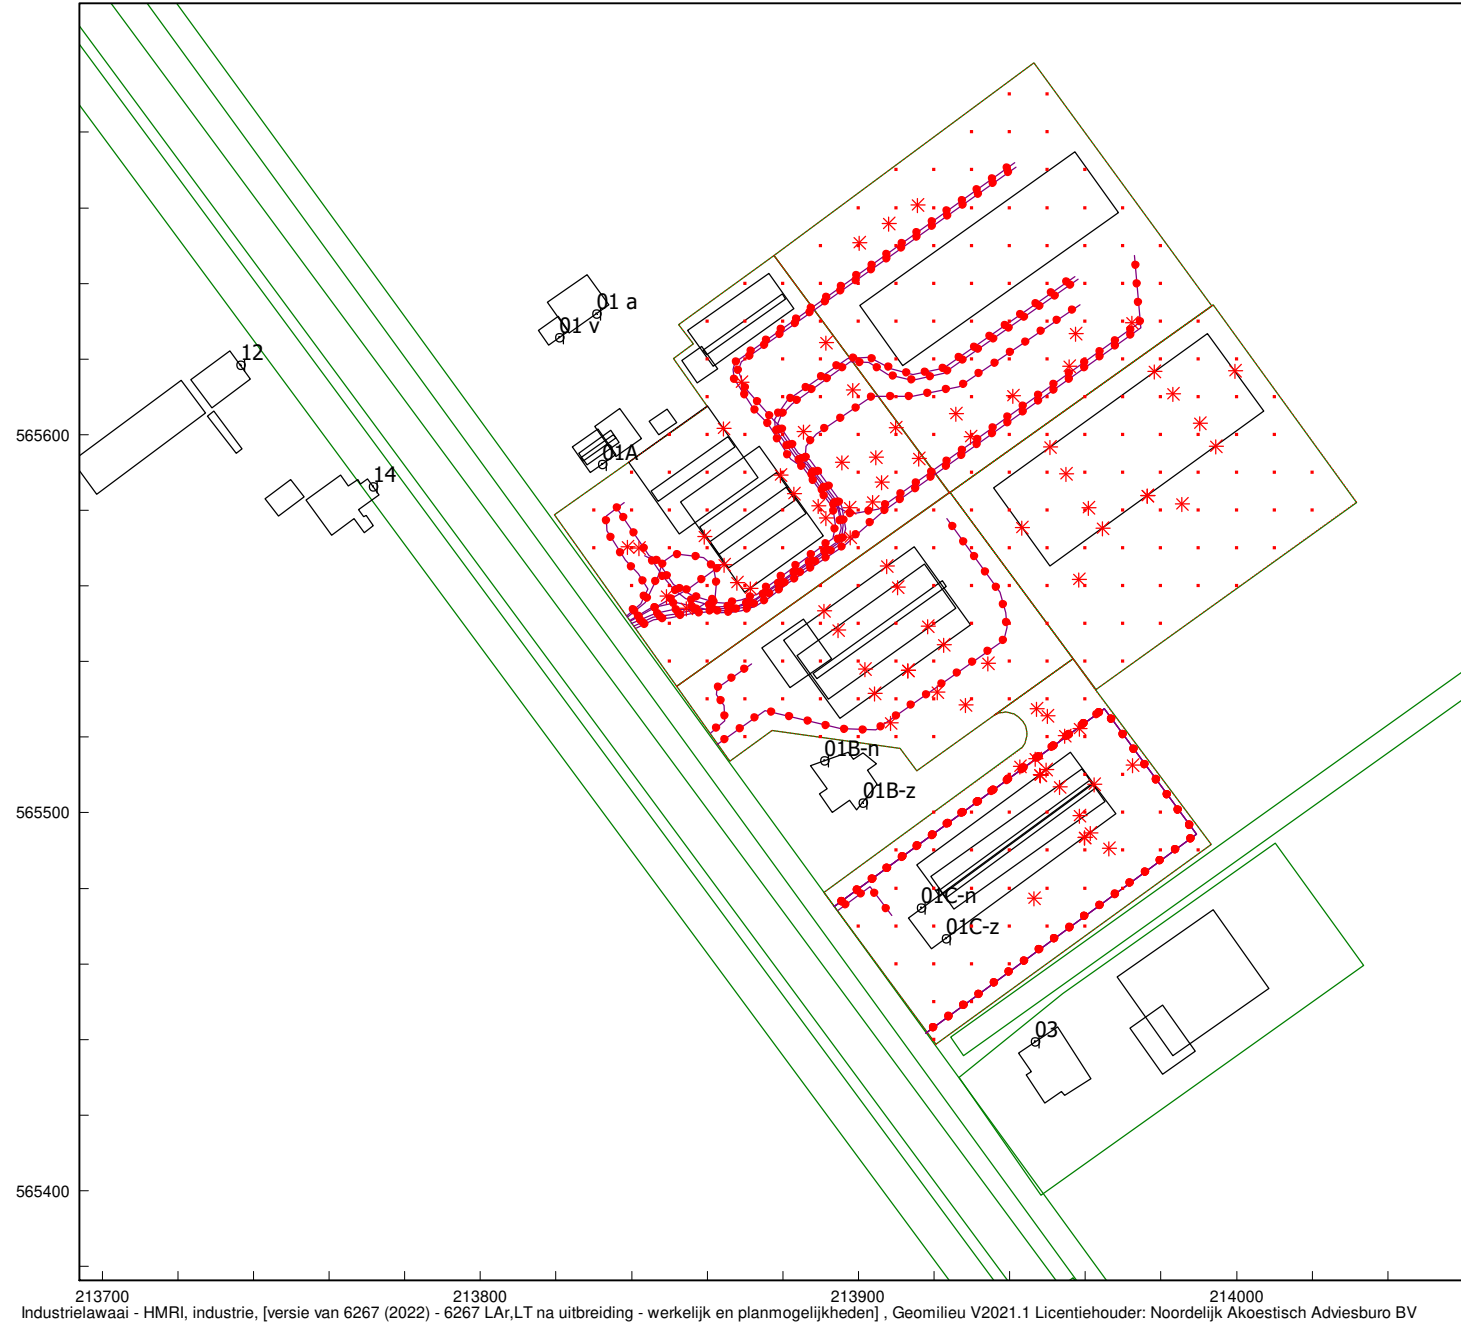 01 a
01 v
12
565600
01A
14
01B-n
01B-z
565500
01C-n
01C-z
03
565400
213700
213800
213900
214000
Industrielawaai - HMRI, industrie, [versie van 6267 (2022) - 6267 LAr,LT na uitbreiding - werkelijk en planmogelijkheden] , Geomilieu V2021.1 Licentiehouder: Noordelijk Akoestisch Adviesburo BV